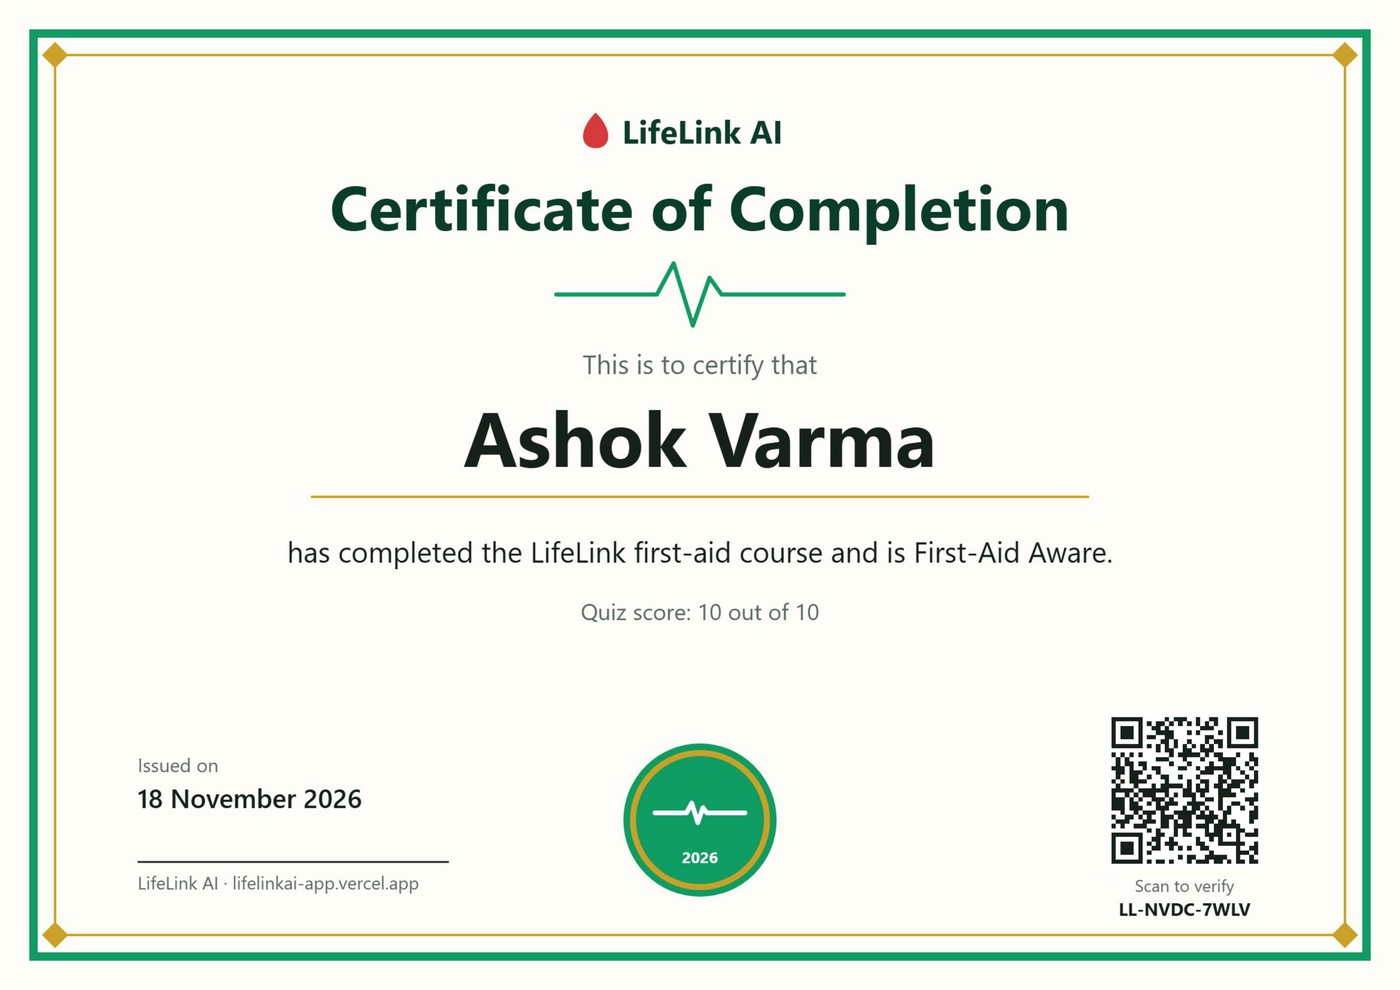 LifeLink AI
Certificate of Completion
This is to certify that
Ashok Varma
has completed the LifeLink first-aid course and is First-Aid Aware.
Quiz score: 10 out of 10
Issued on
18 November 2026
LifeLink AI · lifelinkai-app.vercel.app
2026
Scan to verify
LL-NVDC-7WLV